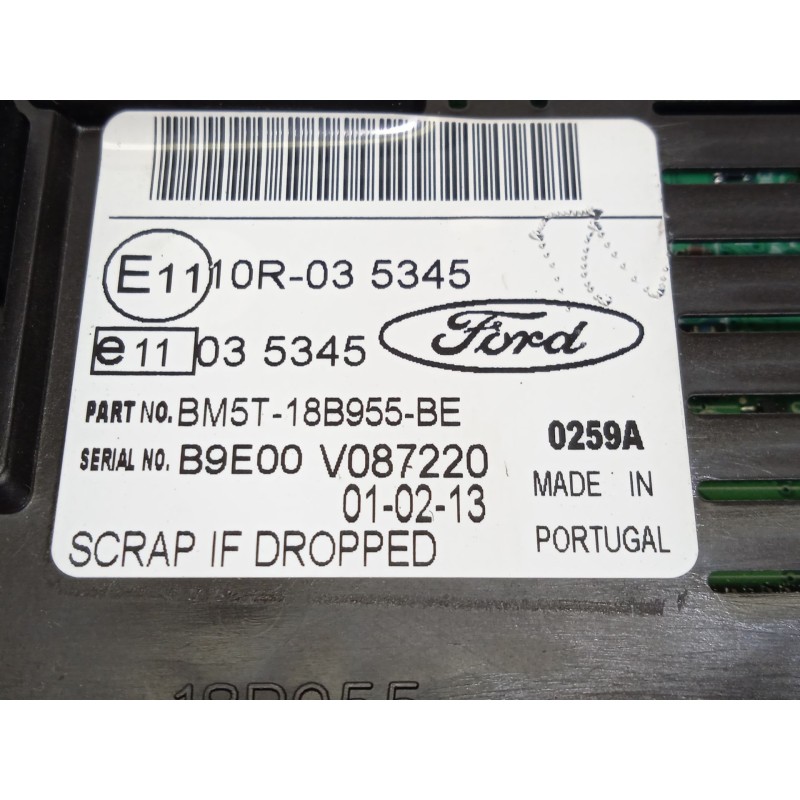 E11 10R-03 5345
e11 03 5345
Ford
PART NO. BM5T-18B955-BE
SERIAL NO. B9E00 V087220
0259A
01-02-13
MADE IN
PORTUGAL
SCRAP IF DROPPED
18B955